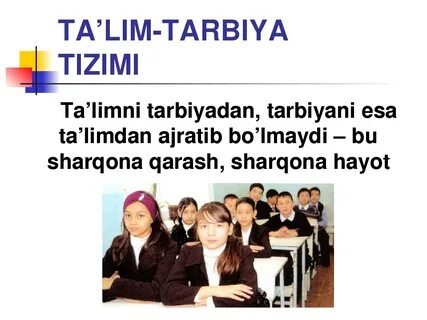 TA’LIM-TARBIYA
TIZIMI
Ta’limni tarbiyadan, tarbiyani esa
ta’limdan ajratib bo’lmaydi – bu
sharqona qarash, sharqona hayot